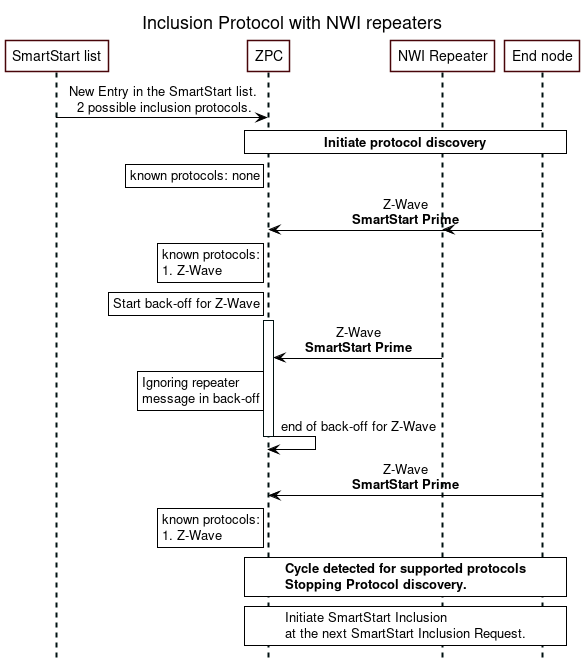 Inclusion Protocol with NWI repeaters
SmartStart list
ZPC
NWI Repeater
End node
New Entry in the SmartStart list.
2 possible inclusion protocols.
Initiate protocol discovery
known protocols: none
Z-Wave
SmartStart Prime
known protocols:
1. Z-Wave
Start back-off for Z-Wave
Z-Wave
SmartStart Prime
Ignoring repeater
message in back-off
end of back-off for Z-Wave
Z-Wave
SmartStart Prime
known protocols:
1. Z-Wave
Cycle detected for supported protocols
Stopping Protocol discovery.
Initiate SmartStart Inclusion
at the next SmartStart Inclusion Request.